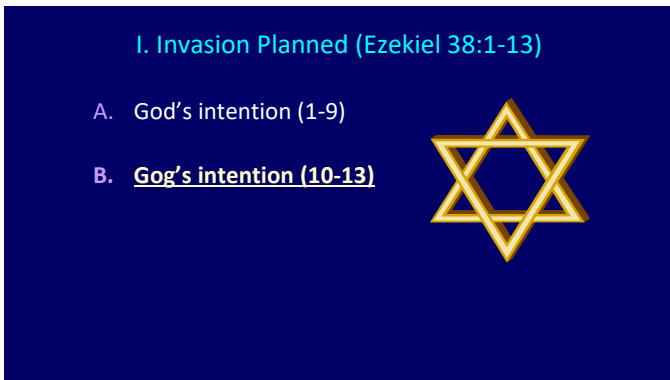 I. Invasion Planned (Ezekiel 38:1-13)
A. God’s intention (1-9)
B. Gog’s intention (10-13)